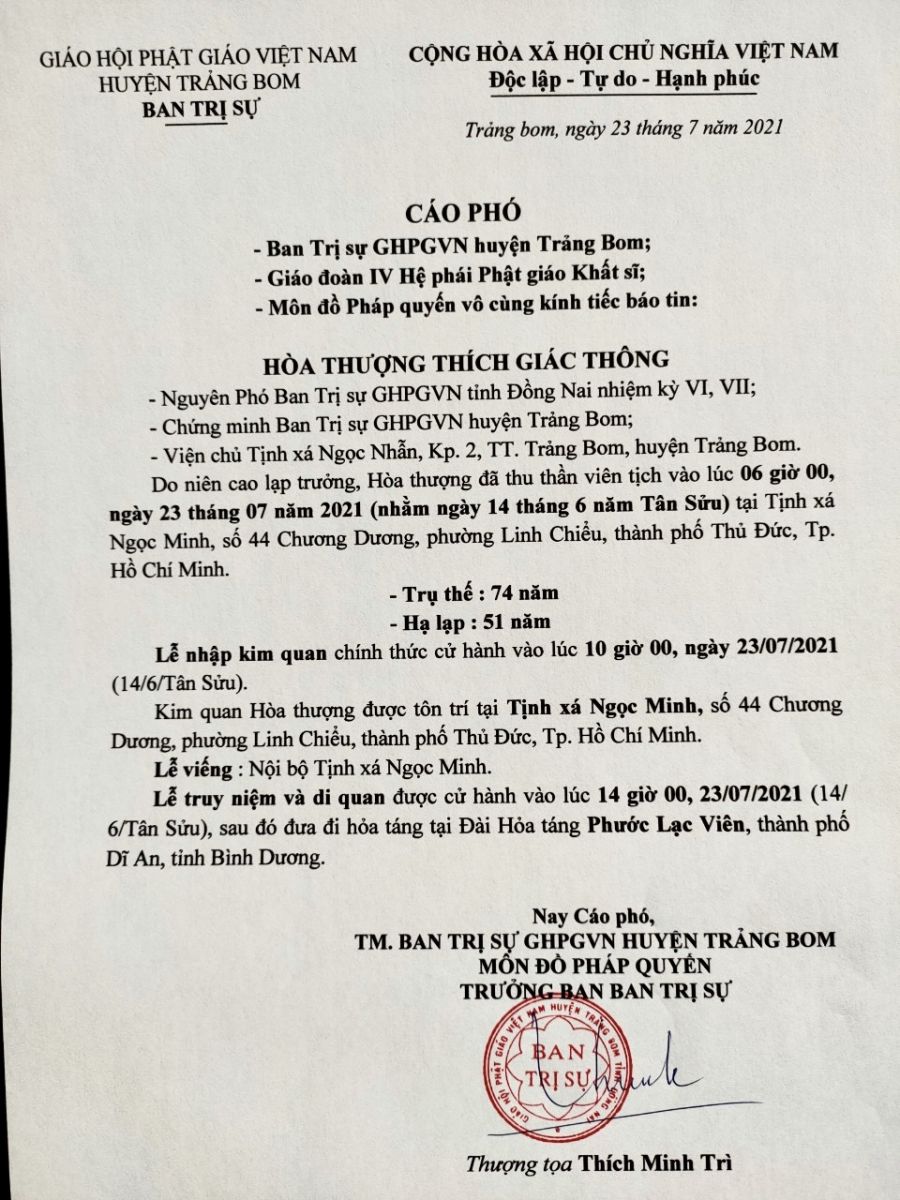 GIÁO HỘI PHẬT GIÁO VIỆT NAM
HUYỆN TRẢNG BOM
BAN TRỊ SỰ
CỘNG HÒA XÃ HỘI CHỦ NGHĨA VIỆT NAM
Độc lập - Tự do - Hạnh phúc
Trảng bom, ngày 23 tháng 7 năm 2021
CÁO PHÓ
- Ban Trị sự GHPGVN huyện Trảng Bom;
- Giáo đoàn IV Hệ phái Phật giáo Khất sĩ;
- Môn đồ Pháp quyến vô cùng kính tiếc báo tin:
HÒA THƯỢNG THÍCH GIÁC THÔNG
- Nguyên Phó Ban Trị sự GHPGVN tỉnh Đồng Nai nhiệm kỳ VI, VII;
- Chứng minh Ban Trị sự GHPGVN huyện Trảng Bom;
- Viện chủ Tịnh xá Ngọc Nhẫn, Kp. 2, TT. Trảng Bom, huyện Trảng Bom.
Do niên cao lạp trưởng, Hòa thượng đã thu thần viên tịch vào lúc 06 giờ 00,
ngày 23 tháng 07 năm 2021 (nhằm ngày 14 tháng 6 năm Tân Sửu) tại Tịnh xá
Ngọc Minh, số 44 Chương Dương, phường Linh Chiểu, thành phố Thủ Đức, Tp.
Hồ Chí Minh.
- Trụ thế : 74 năm
- Hạ lạp : 51 năm
Lễ nhập kim quan chính thức cử hành vào lúc 10 giờ 00, ngày 23/07/2021
(14/6/Tân Sửu).
Kim quan Hòa thượng được tôn trí tại Tịnh xá Ngọc Minh, số 44 Chương
Dương, phường Linh Chiểu, thành phố Thủ Đức, Tp. Hồ Chí Minh.
Lễ viếng : Nội bộ Tịnh xá Ngọc Minh.
Lễ truy niệm và di quan được cử hành vào lúc 14 giờ 00, 23/07/2021 (14/
6/Tân Sửu), sau đó đưa đi hỏa táng tại Đài Hỏa táng Phước Lạc Viên, thành phố
Dĩ An, tỉnh Bình Dương.
Nay Cáo phó,
TM. BAN TRỊ SỰ GHPGVN HUYỆN TRẢNG BOM
MÔN ĐỒ PHÁP QUYẾN
TRƯỞNG BAN BAN TRỊ SỰ
GIÁO HỘI PHẬT GIÁO VIỆT NAM HUYỆN TRẢNG BOM TỈNH ĐỒNG NAI
BAN
TRỊ SỰ
Thượng tọa Thích Minh Trì